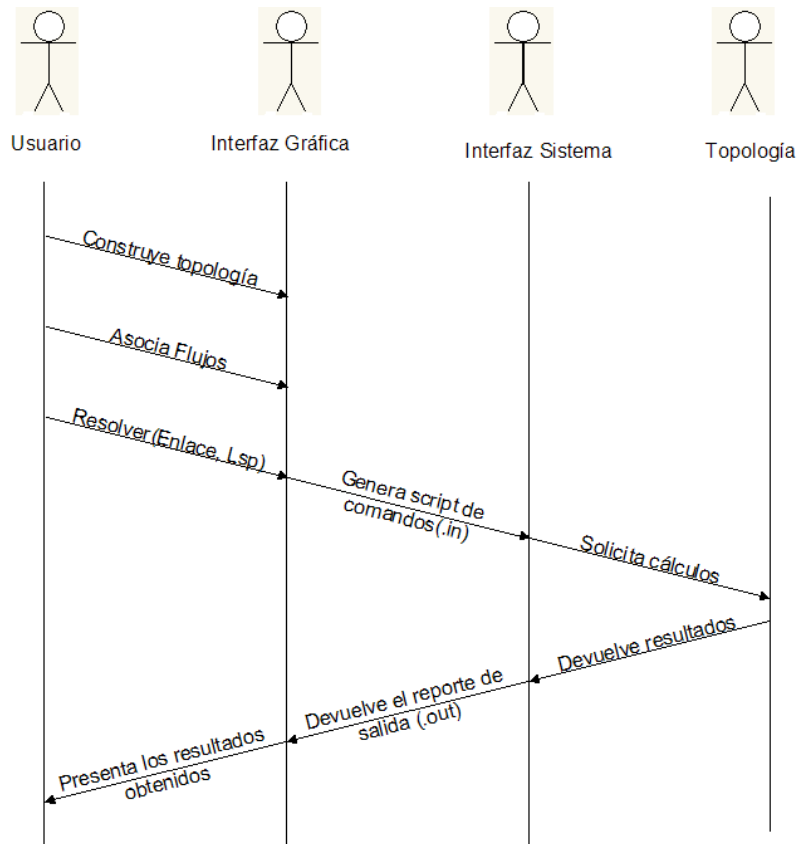 Usuario
Interfaz Gráfica
Interfaz Sistema
Topología
Construye topología
Asocia Flujos
Resolver(Enlace, Lsp)
Genera script de
comandos(.in)
Solicita cálculos
Devuelve resultados
Devuelve el reporte de
salida (.out)
Presenta los resultados
obtenidos